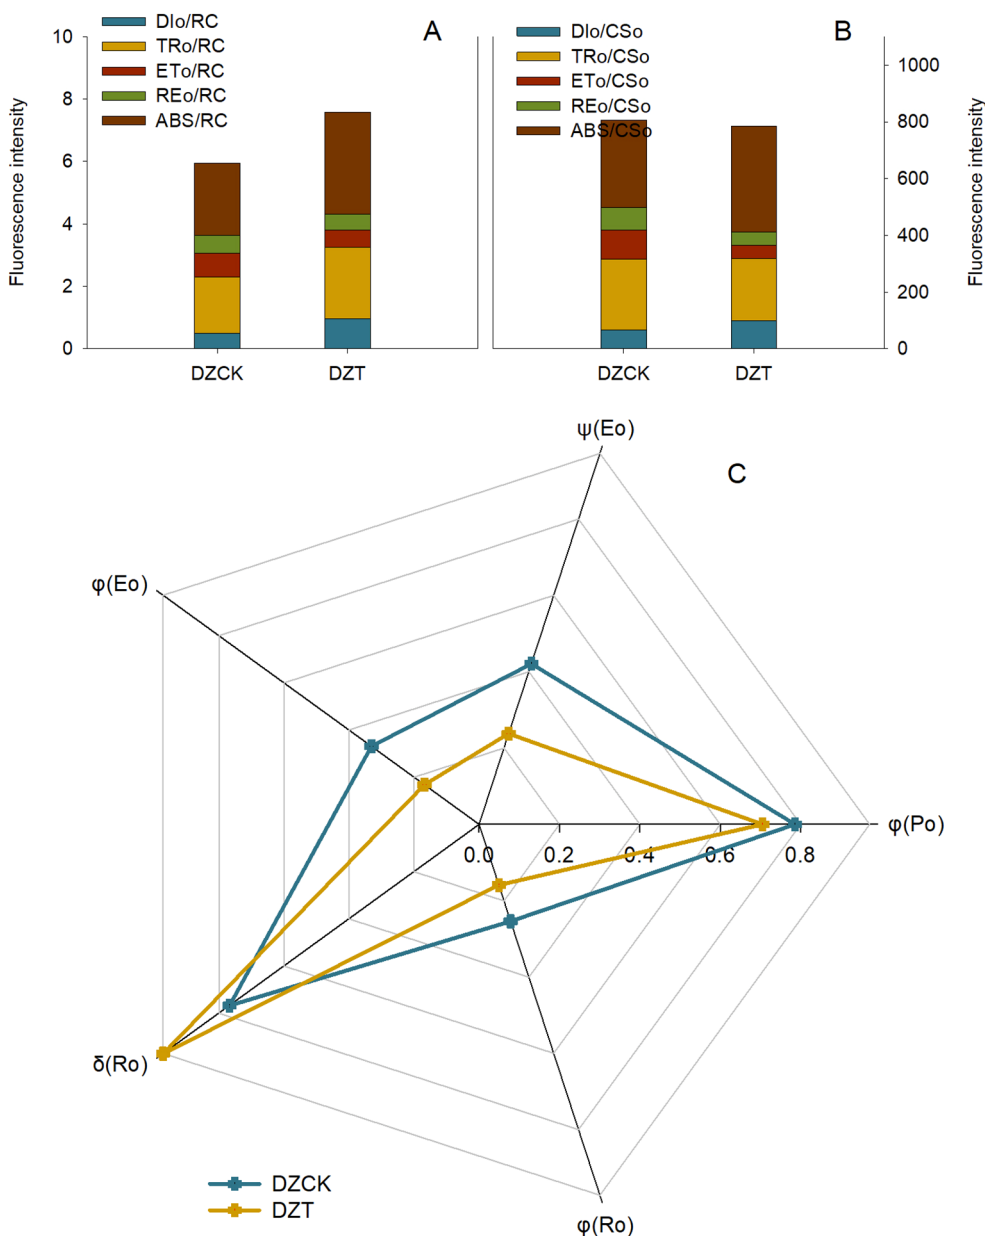 DIo/RC
TRo/RC
ETo/RC
REo/RC
ABS/RC
A
10
8
6
4
2
0
Fluorescence intensity
DZCK
DZT
DIo/CSo
TRo/CSo
ETo/CSo
REo/CSo
ABS/CSo
B
1000
800
600
400
200
0
Fluorescence intensity
DZCK
DZT
C
ψ(Eo)
φ(Eo)
φ(Po)
0.0 0.2 0.4 0.6 0.8
δ(Ro)
φ(Ro)
DZCK
DZT